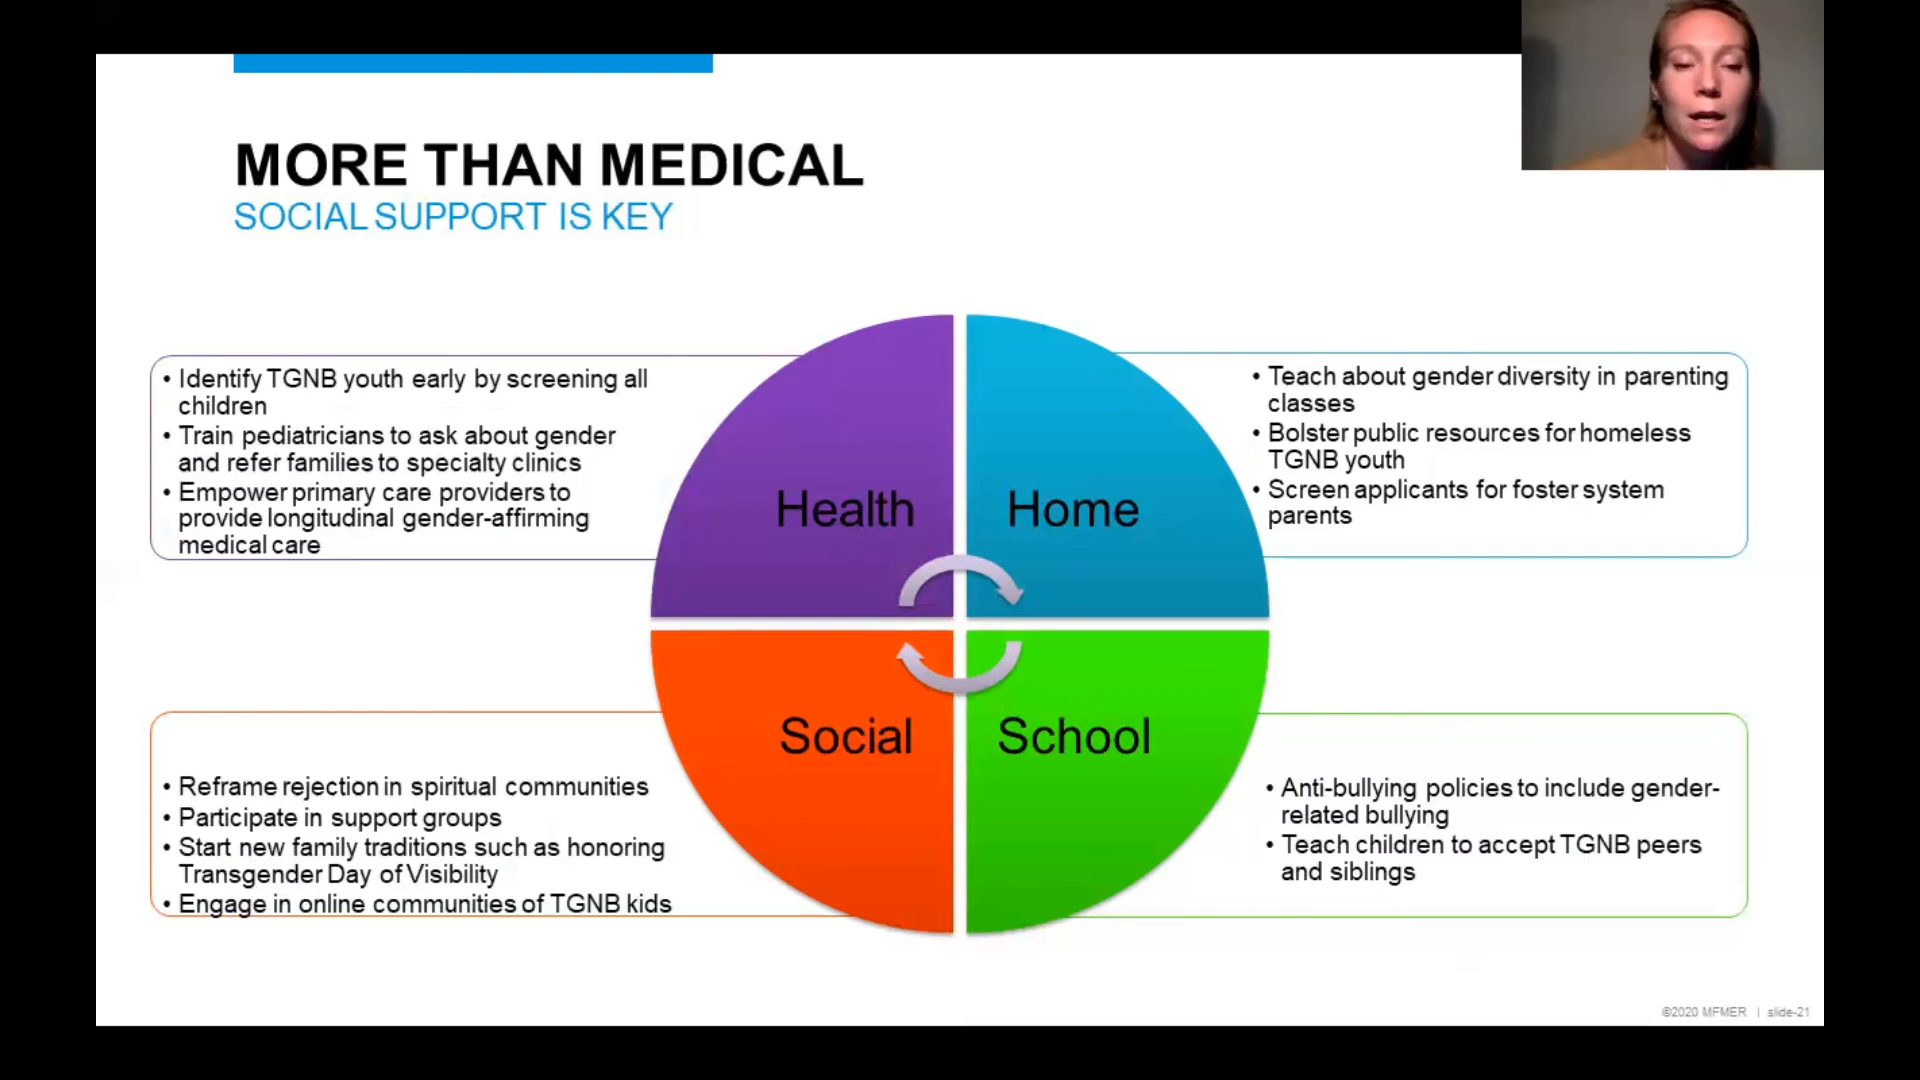 MORE THAN MEDICAL
SOCIAL SUPPORT IS KEY
• Identify TGNB youth early by screening all
children
• Train pediatricians to ask about gender
and refer families to specialty clinics
• Empower primary care providers to
provide longitudinal gender-affirming
medical care
Health
Home
• Teach about gender diversity in parenting
classes
• Bolster public resources for homeless
TGNB youth
• Screen applicants for foster system
parents
• Reframe rejection in spiritual communities
• Participate in support groups
• Start new family traditions such as honoring
Transgender Day of Visibility
• Engage in online communities of TGNB kids
Social
School
• Anti-bullying policies to include gender-
related bullying
• Teach children to accept TGNB peers
and siblings
©2020 MFMER | slide-21